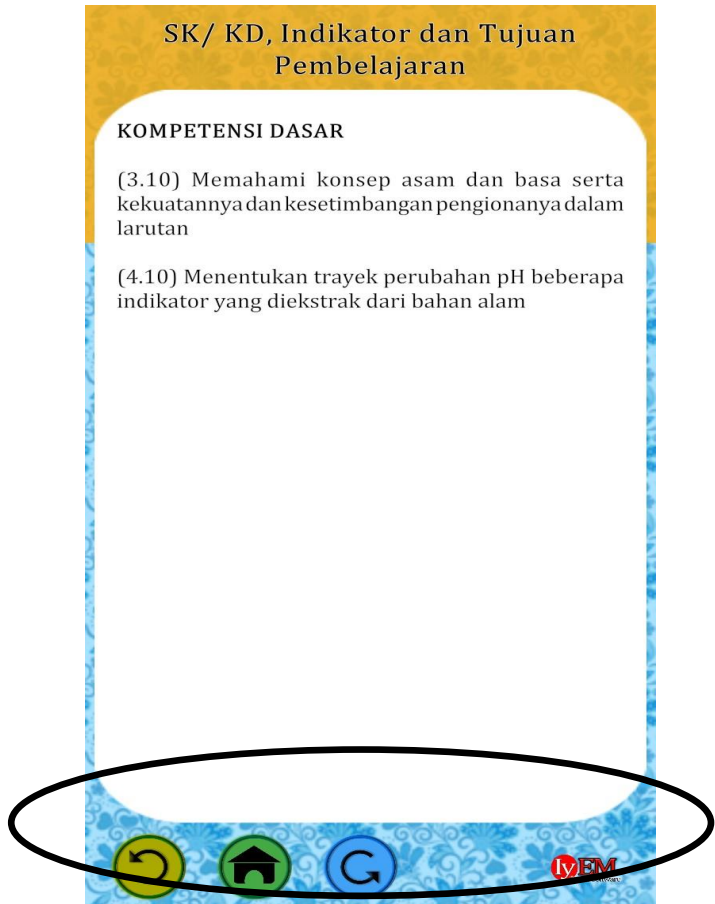 SK/ KD, Indikator dan Tujuan
Pembelajaran
KOMPETENSI DASAR
(3.10) Memahami konsep asam dan basa serta
kekuatannya dan kesetimbangan pengionanya dalam
larutan
(4.10) Menentukan trayek perubahan pH beberapa
indikator yang diekstrak dari bahan alam
IyEM